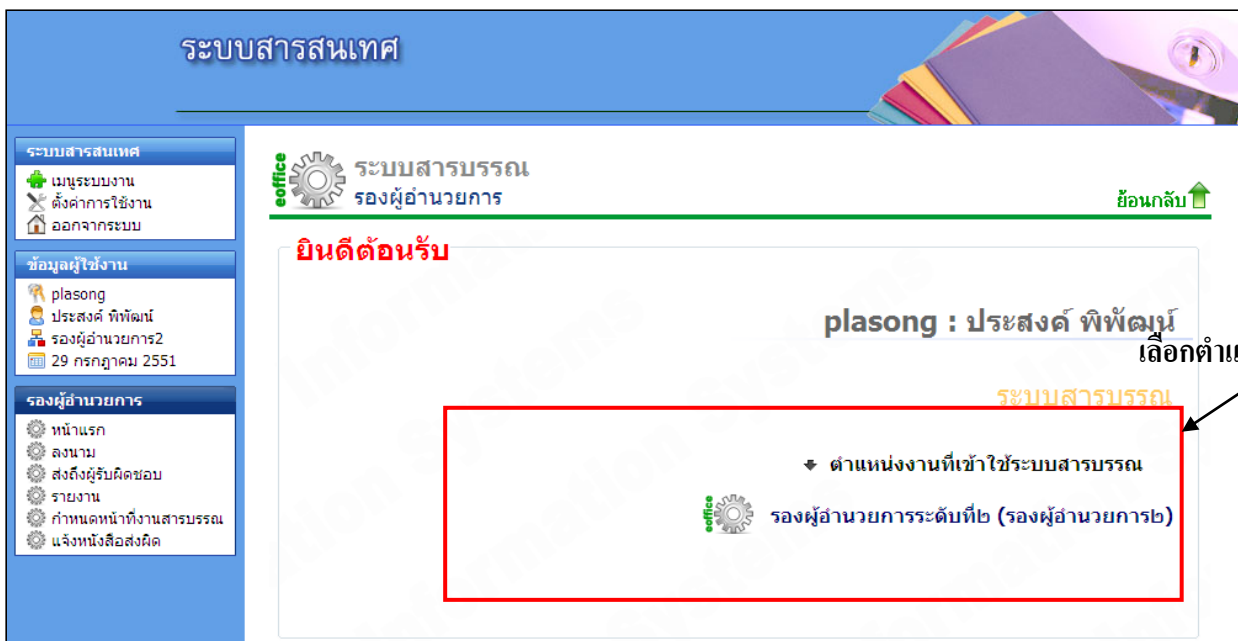 ระบบสารสนเทศ
ระบบสารสนเทศ
เมนูระบบงาน
ตั้งค่าการใช้งาน
ออกจากระบบ
ข้อมูลผู้ใช้งาน
plasong
ประสงค์ พิพัฒน์
รองผู้อำนวยการ2
29 กรกฎาคม 2551
รองผู้อำนวยการ
หน้าแรก
ลงนาม
ส่งถึงผู้รับผิดชอบ
รายงาน
กำหนดหน้าที่งานสารบรรณ
แจ้งหนังสือส่งผิด
eoffice
ระบบสารบรรณ
รองผู้อำนวยการ
ย้อนกลับ
ยินดีต้อนรับ
plasong : ประสงค์ พิพัฒน์
เลือกตำแ
ระบบสารบรรณ
ตำแหน่งงานที่เข้าใช้ระบบสารบรรณ
eoffice
รองผู้อำนวยการระดับที่๒ (รองผู้อำนวยการ๒)